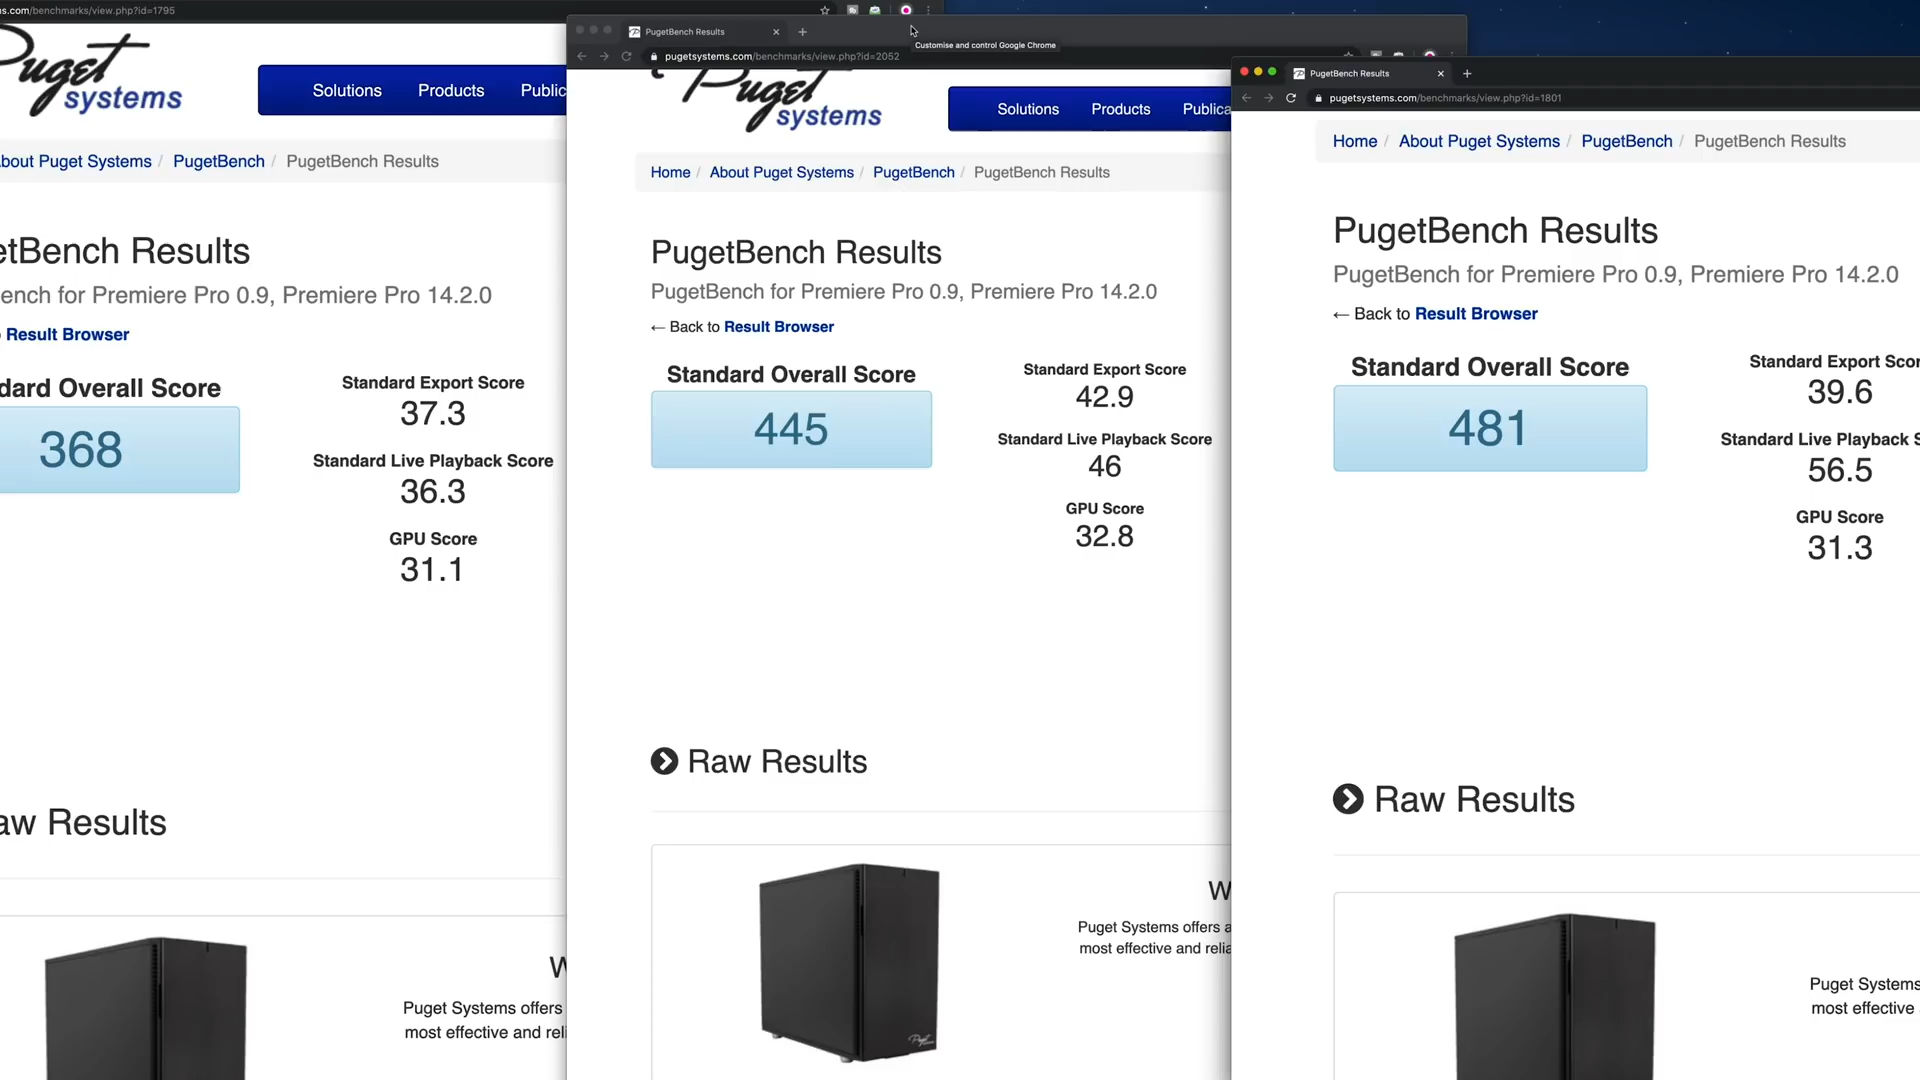 s.com/benchmarks/view.php?id=1795
Puget
systems
Solutions
Products
Public
bout Puget Systems / PugetBench / PugetBench Results
etBench Results
ench for Premiere Pro 0.9, Premiere Pro 14.2.0
Result Browser
dard Overall Score
368
Standard Export Score
37.3
Standard Live Playback Score
36.3
GPU Score
31.1
aw Results
W
Puget Systems offers
most effective and reli
PugetBench Results
Customise and control Google Chrome
pugetsystems.com/benchmarks/view.php?id=2052
Puget
systems
Solutions
Products
Publica
Home / About Puget Systems / PugetBench / PugetBench Results
PugetBench Results
PugetBench for Premiere Pro 0.9, Premiere Pro 14.2.0
← Back to Result Browser
Standard Overall Score
445
Standard Export Score
42.9
Standard Live Playback Score
46
GPU Score
32.8
Raw Results
W
Puget Systems offers a
most effective and relia
Puget
PugetBench Results
pugetsystems.com/benchmarks/view.php?id=1801
Home / About Puget Systems / PugetBench / PugetBench Results
PugetBench Results
PugetBench for Premiere Pro 0.9, Premiere Pro 14.2.0
← Back to Result Browser
Standard Overall Score
481
Standard Export Scor
39.6
Standard Live Playback S
56.5
GPU Score
31.3
Raw Results
Puget Systems
most effective